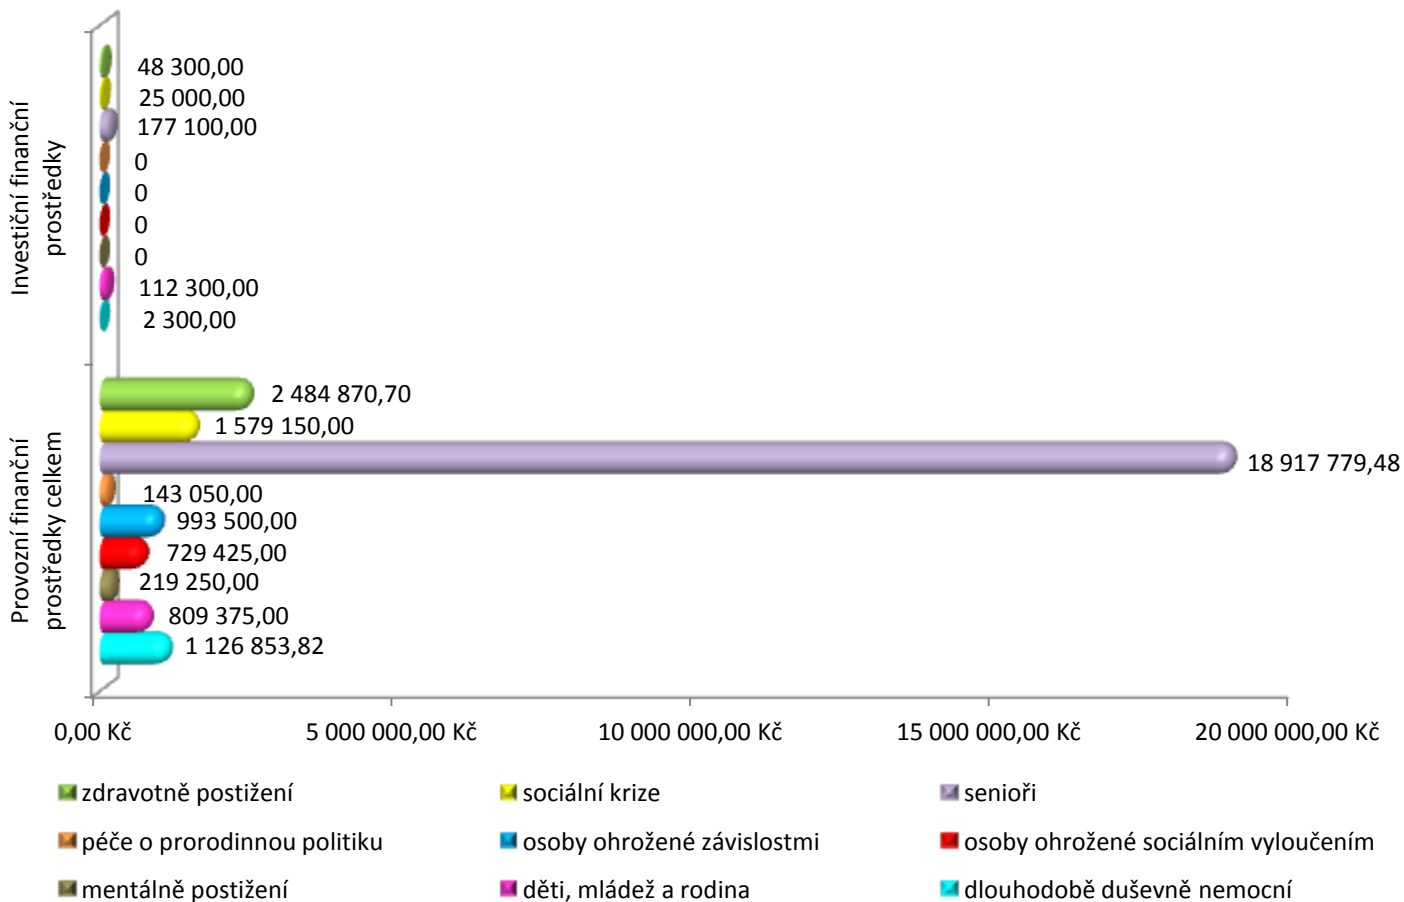 Investiční finanční
prostředky
48 300,00
25 000,00
177 100,00
0
0
0
0
112 300,00
2 300,00
Provozní finanční
prostředky celkem
2 484 870,70
1 579 150,00
18 917 779,48
143 050,00
993 500,00
729 425,00
219 250,00
809 375,00
1 126 853,82
0,00 Kč
5 000 000,00 Kč
10 000 000,00 Kč
15 000 000,00 Kč
20 000 000,00 Kč
zdravotně postižení
sociální krize
senioři
péče o prorodinnou politiku
osoby ohrožené závislostmi
osoby ohrožené sociálním vyloučením
mentálně postižení
děti, mládež a rodina
dlouhodobě duševně nemocní